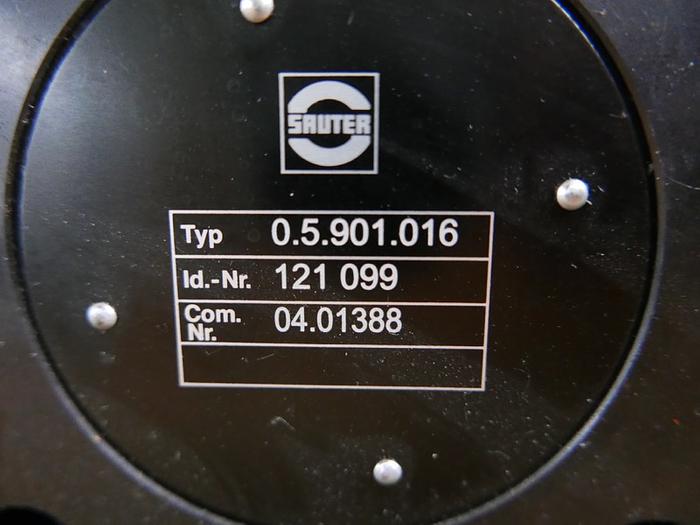 SAUTER
Typ 0.5.901.016
Id.-Nr. 121 099
Com. Nr. 04.01388